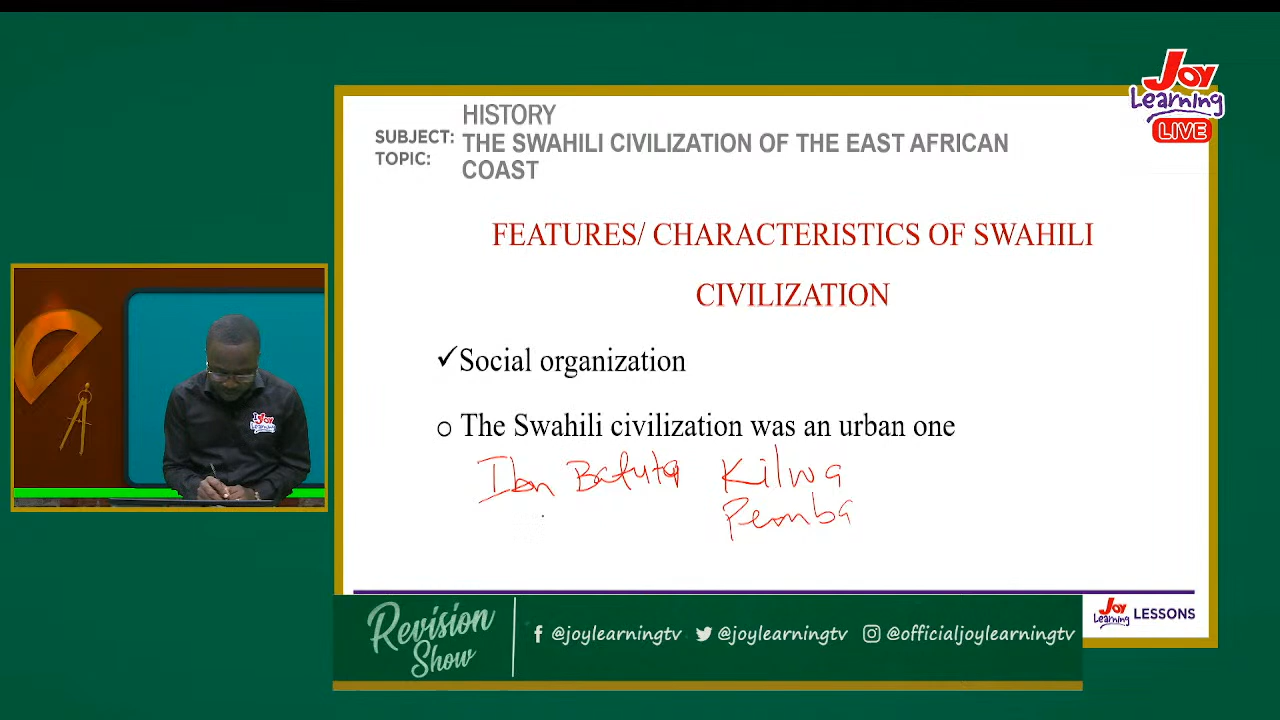 Joy
Learning
LIVE
HISTORY
SUBJECT: THE SWAHILI CIVILIZATION OF THE EAST AFRICAN
TOPIC: COAST
FEATURES/ CHARACTERISTICS OF SWAHILI
CIVILIZATION
✓Social organization
o The Swahili civilization was an urban one
Ibn Batuta Kilwa
Pemba
Joy
Learning
Revision
Show
@joylearningtv @joylearningtv @officialjoylearningtv
Joy
Learning LESSONS